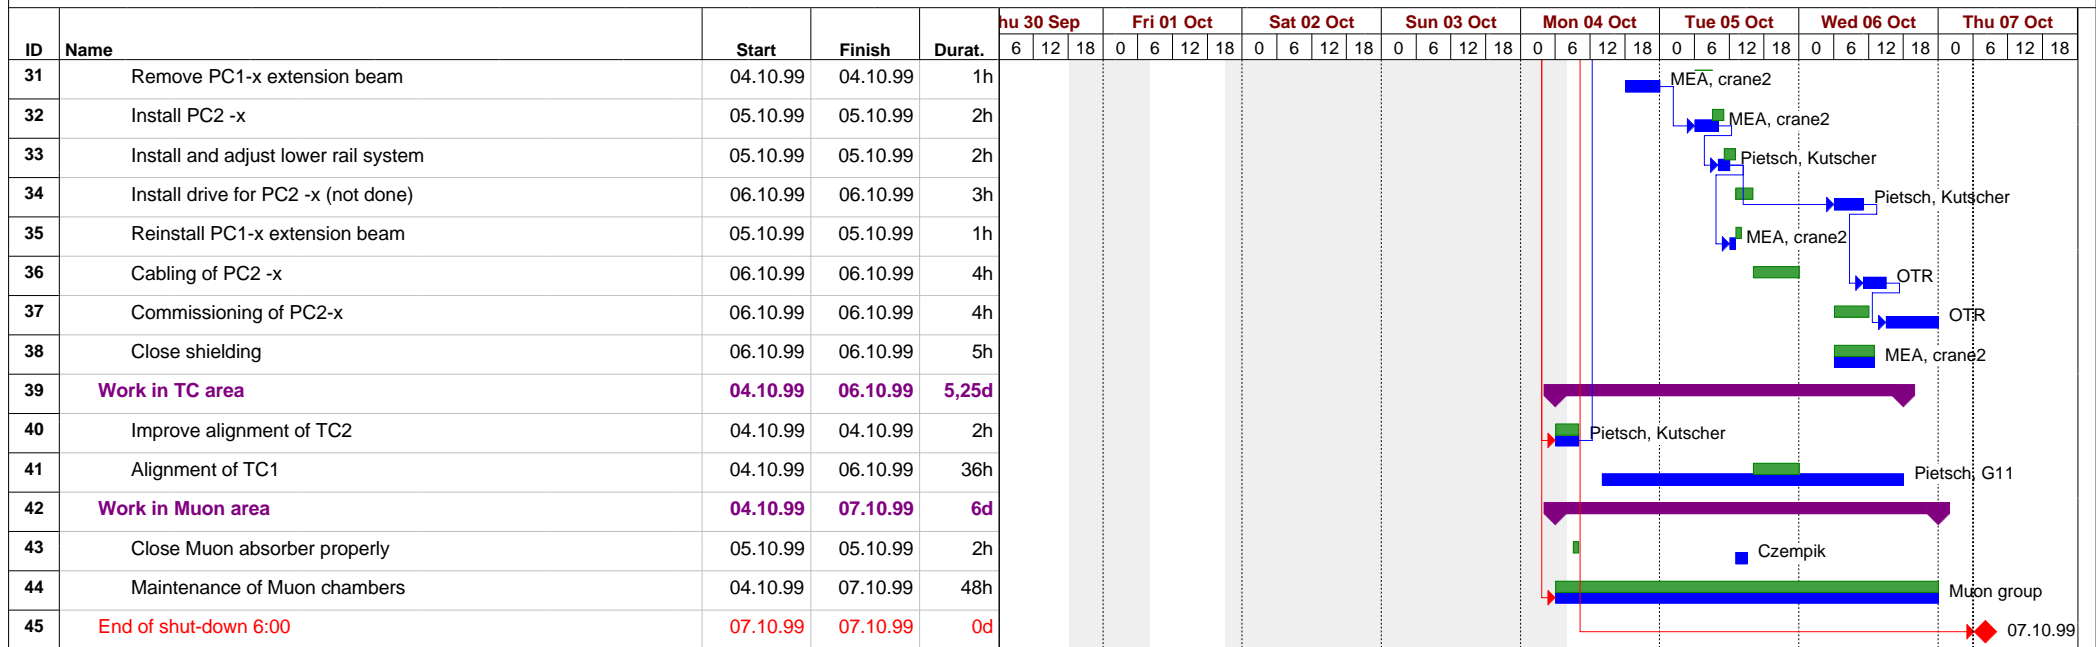 hu 30 Sep Fri 01 Oct Sat 02 Oct Sun 03 Oct Mon 04 Oct Tue 05 Oct Wed 06 Oct Thu 07 Oct
ID Name Start Finish Durat. 6 12 18 0 6 12 18 0 6 12 18 0 6 12 18 0 6 12 18 0 6 12 18 0 6 12 18 0 6 12 18
31 Remove PC1-x extension beam 04.10.99 04.10.99 1h MEA, crane2
32 Install PC2 -x 05.10.99 05.10.99 2h MEA, crane2
33 Install and adjust lower rail system 05.10.99 05.10.99 2h Pietsch, Kutscher
34 Install drive for PC2 -x (not done) 06.10.99 06.10.99 3h Pietsch, Kutscher
35 Reinstall PC1-x extension beam 05.10.99 05.10.99 1h MEA, crane2
36 Cabling of PC2 -x 06.10.99 06.10.99 4h OTR
37 Commissioning of PC2-x 06.10.99 06.10.99 4h OTR
38 Close shielding 06.10.99 06.10.99 5h MEA, crane2
39 Work in TC area 04.10.99 06.10.99 5,25d
40 Improve alignment of TC2 04.10.99 04.10.99 2h Pietsch, Kutscher
41 Alignment of TC1 04.10.99 06.10.99 36h Pietsch, G11
42 Work in Muon area 04.10.99 07.10.99 6d
43 Close Muon absorber properly 05.10.99 05.10.99 2h Czempik
44 Maintenance of Muon chambers 04.10.99 07.10.99 48h Muon group
45 End of shut-down 6:00 07.10.99 07.10.99 0d 07.10.99